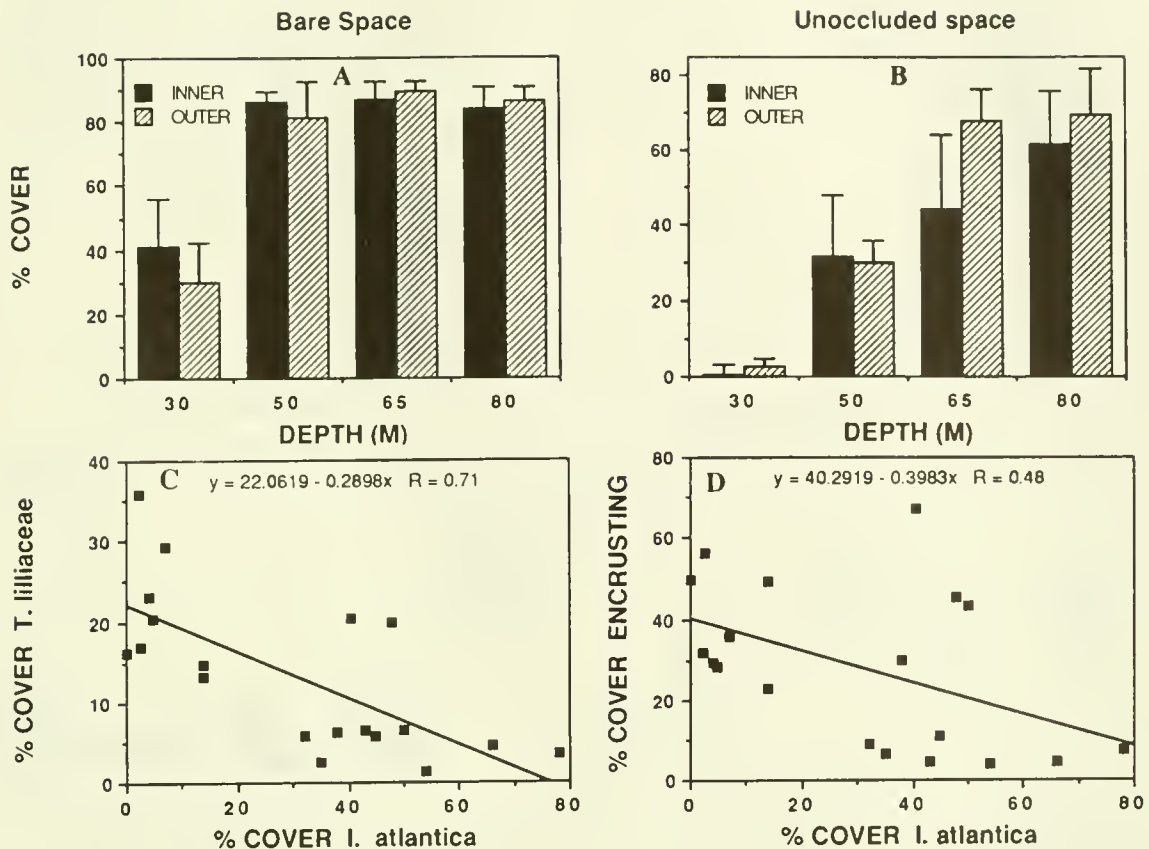 Bare Space
Unoccluded space
A
INNER
OUTER
% COVER
100
80
60
40
20
0
30 50 65 80
DEPTH (M)
B
INNER
OUTER
80
60
40
20
0
30 50 65 80
DEPTH (M)
C y = 22.0619 - 0.2898x R = 0.71
% COVER T. lilliaceae
40
30
20
10
0
0 20 40 60 80
% COVER I. atlantica
D y = 40.2919 - 0.3983x R = 0.48
% COVER ENCRUSTING
80
60
40
20
0
0 20 40 60 80
% COVER I. atlantica